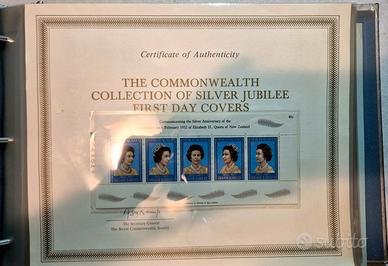 Certificate of Authenticity
THE COMMONWEALTH
COLLECTION OF SILVER JUBILEE
FIRST DAY COVERS
Commemorating the Silver Anniversary of the
February 1952 of Elizabeth II, Queen of New Zealand
The Secretary General
The Royal Commonwealth Society
subito